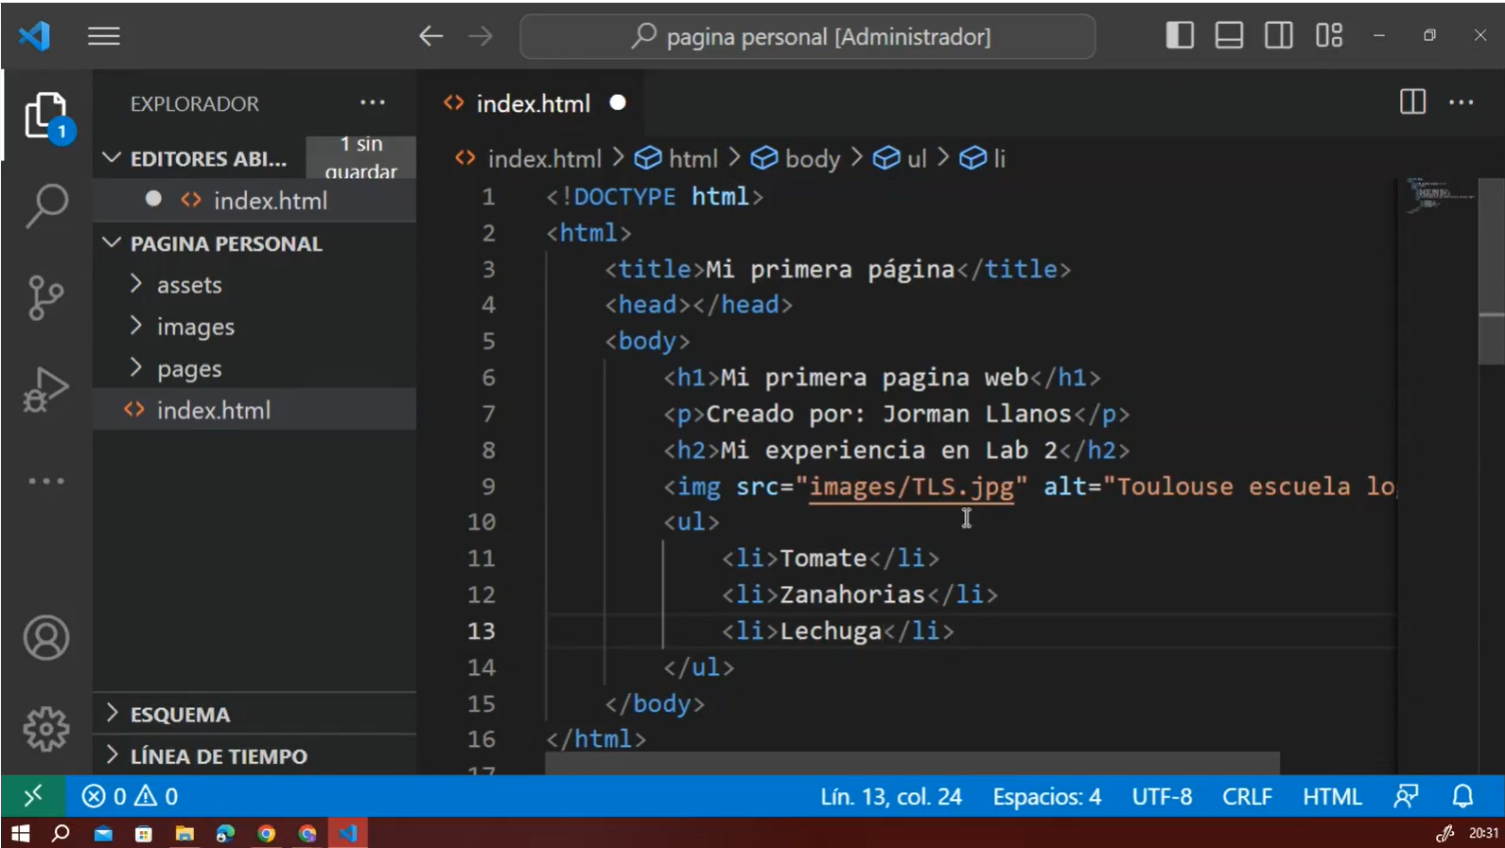 pagina personal [Administrador]
EXPLORADOR
index.html
1
EDITORES ABI...
1 sin
guardar
index.html > html > body > ul > li
index.html
PAGINA PERSONAL
assets
images
pages
index.html
ESQUEMA
LÍNEA DE TIEMPO
1 <!DOCTYPE html>
2 <html>
3 <title>Mi primera página</title>
4 <head></head>
5 <body>
6 <h1>Mi primera pagina web</h1>
7 <p>Creado por: Jorman Llanos</p>
8 <h2>Mi experiencia en Lab 2</h2>
9 <img src="images/TLS.jpg" alt="Toulouse escuela lo
10 <ul>
11 <li>Tomate</li>
12 <li>Zanahorias</li>
13 <li>Lechuga</li>
14 </ul>
15 </body>
16 </html>
17
0 0
Lín. 13, col. 24 Espacios: 4 UTF-8 CRLF HTML
20:31